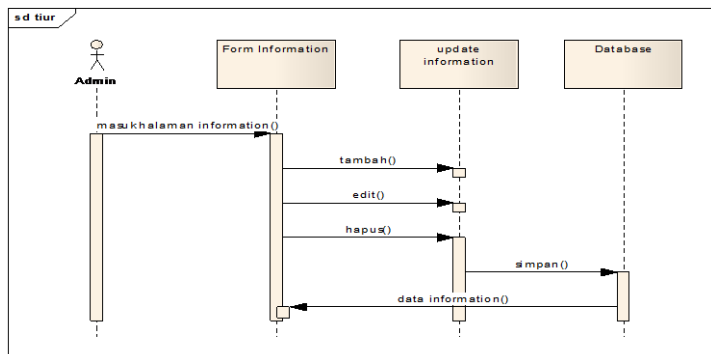 sd tiur
Form Information
update
information
Database
Admin
masukhalaman information()
tambah()
edit()
hapus()
simpan()
data information()